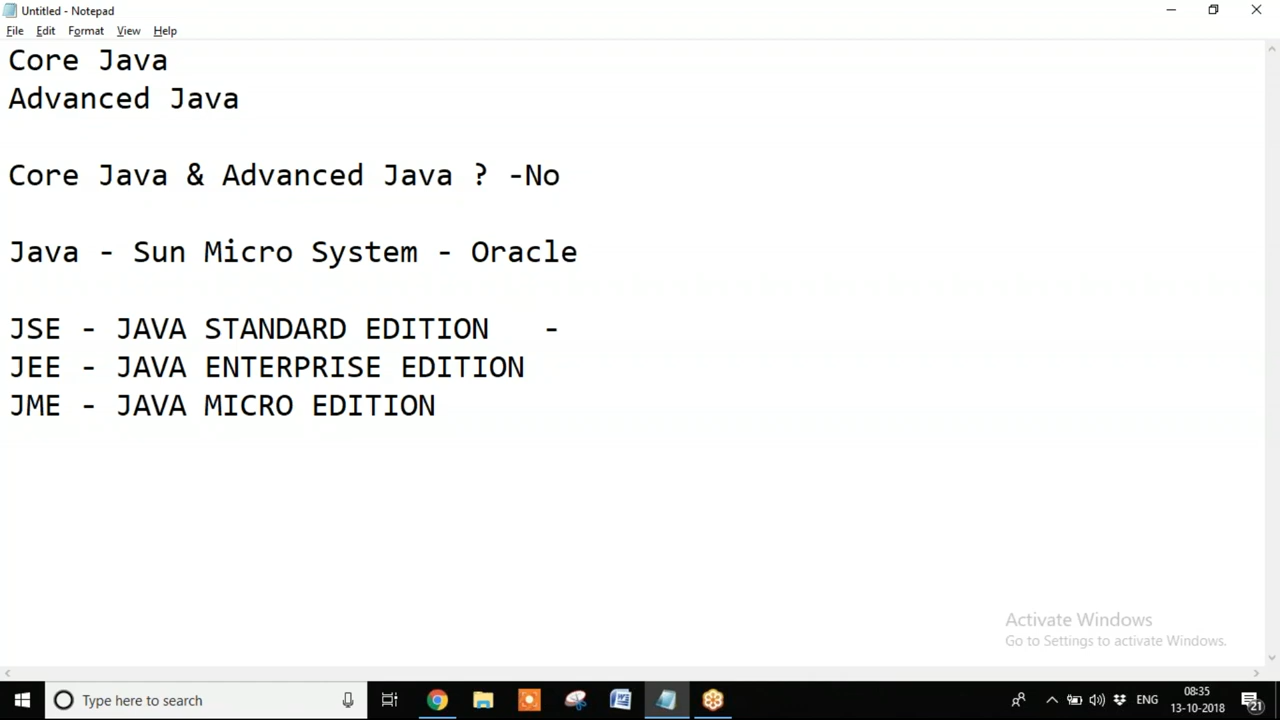 Untitled - Notepad
File Edit Format View Help
Core Java
Advanced Java
Core Java & Advanced Java ? -No
Java - Sun Micro System - Oracle
JSE - JAVA STANDARD EDITION -
JEE - JAVA ENTERPRISE EDITION
JME - JAVA MICRO EDITION
Activate Windows
Go to Settings to activate Windows.
Type here to search
ENG
08:35
13-10-2018
21